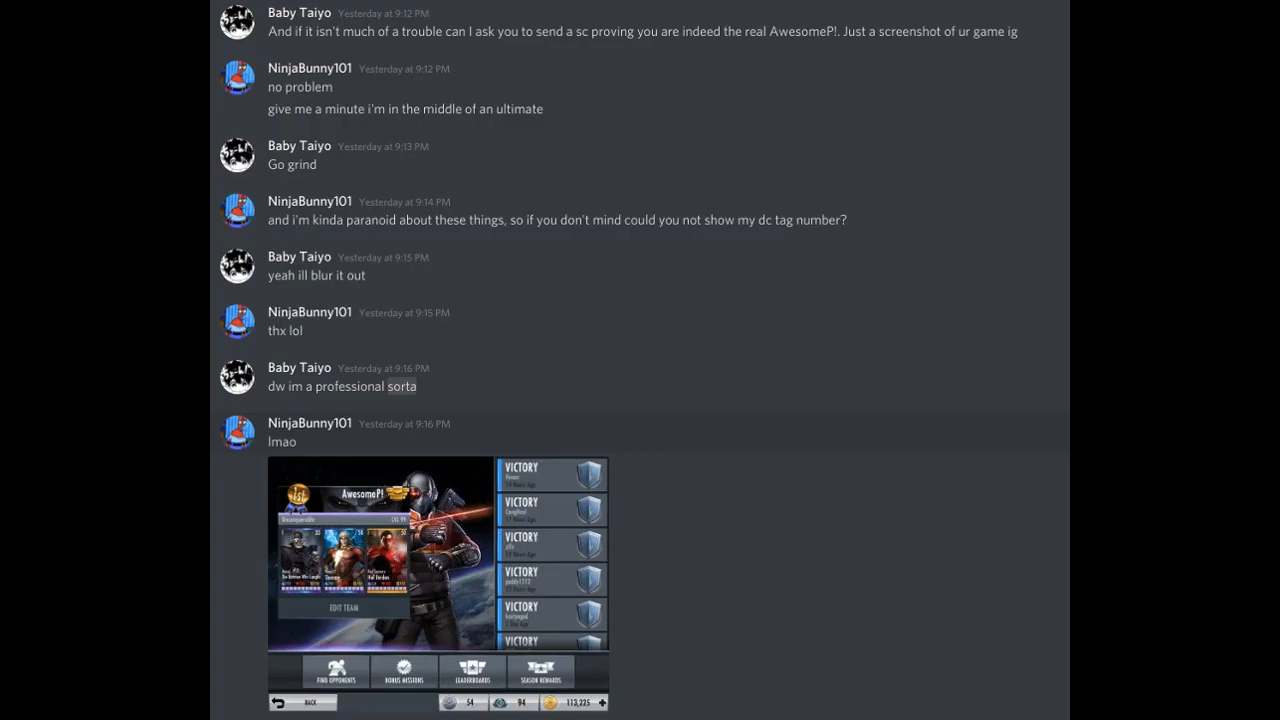 Baby Taiyo Yesterday at 9:12 PM
And if it isn't much of a trouble can I ask you to send a sc proving you are indeed the real AwesomeP!. Just a screenshot of ur game ig
NinjaBunny101 Yesterday at 9:12 PM
no problem
give me a minute i'm in the middle of an ultimate
Baby Taiyo Yesterday at 9:13 PM
Go grind
NinjaBunny101 Yesterday at 9:14 PM
and i'm kinda paranoid about these things, so if you don't mind could you not show my dc tag number?
Baby Taiyo Yesterday at 9:15 PM
yeah ill blur it out
NinjaBunny101 Yesterday at 9:15 PM
thx lol
Baby Taiyo Yesterday at 9:16 PM
dw im a professional sorta
NinjaBunny101 Yesterday at 9:16 PM
lmao
1st
AwesomeP!
LVL 99
Hal Jordan
EDIT TEAM
VICTORY
VICTORY
VICTORY
VICTORY
VICTORY
VICTORY
FIND OPPONENTS
BONUS MISSIONS
LEADERBOARDS
SEASON REWARDS
BACK
54
94
113,225